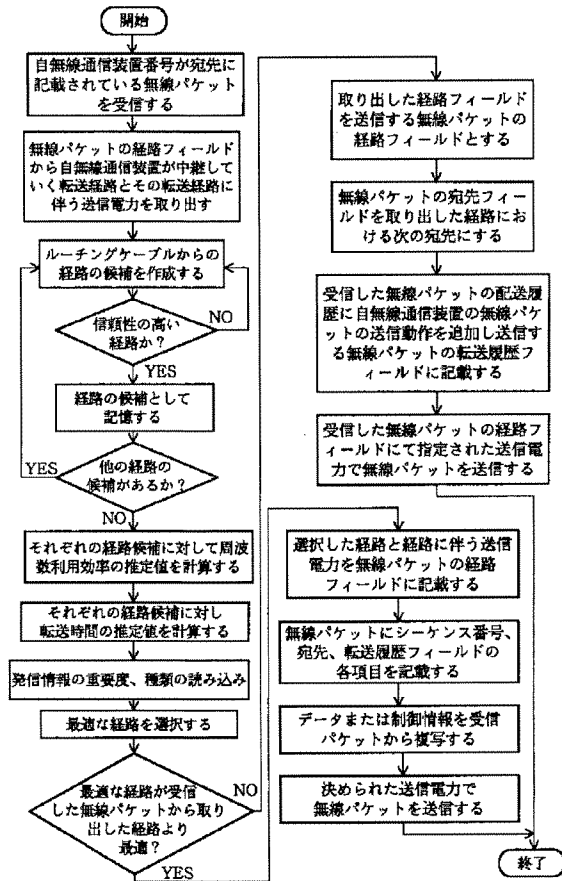 開始
自無線通信装置番号が宛先に
記載されている無線パケット
を受信する
無線パケットの経路フィールド
から自無線通信装置が中継して
いく転送経路とその転送経路に
伴う送信電力を取り出す
ルーチングケーブルからの
経路の候補を作成する
信頼性の高い
経路か？
NO
YES
経路の候補として
記憶する
他の経路の
候補があるか？
YES
NO
それぞれの経路候補に対して周波
数利用効率の推定値を計算する
それぞれの経路候補に対し
転送時間の推定値を計算する
発信情報の重要度、種類の読み込み
最適な経路を選択する
最適な経路が受信
した無線パケットから取り
出した経路より
最適？
NO
YES
取り出した経路フィールド
を送信する無線パケットの
経路フィールドとする
無線パケットの宛先フィー
ルドを取り出した経路にお
ける次の宛先にする
受信した無線パケットの配送履
歴に自無線通信装置の無線パケ
ットの送信動作を追加し送信す
る無線パケットの転送履歴フィ
ールドに記載する
受信した無線パケットの経路フ
ィールドにて指定された送信電
力で無線パケットを送信する
選択した経路と経路に伴う送信
電力を無線パケットの経路
フィールドに記載する
無線パケットにシーケンス番号、
宛先、転送履歴フィールドの
各項目を記載する
データまたは制御情報を受信
パケットから複写する
決められた送信電力で
無線パケットを送信する
終了